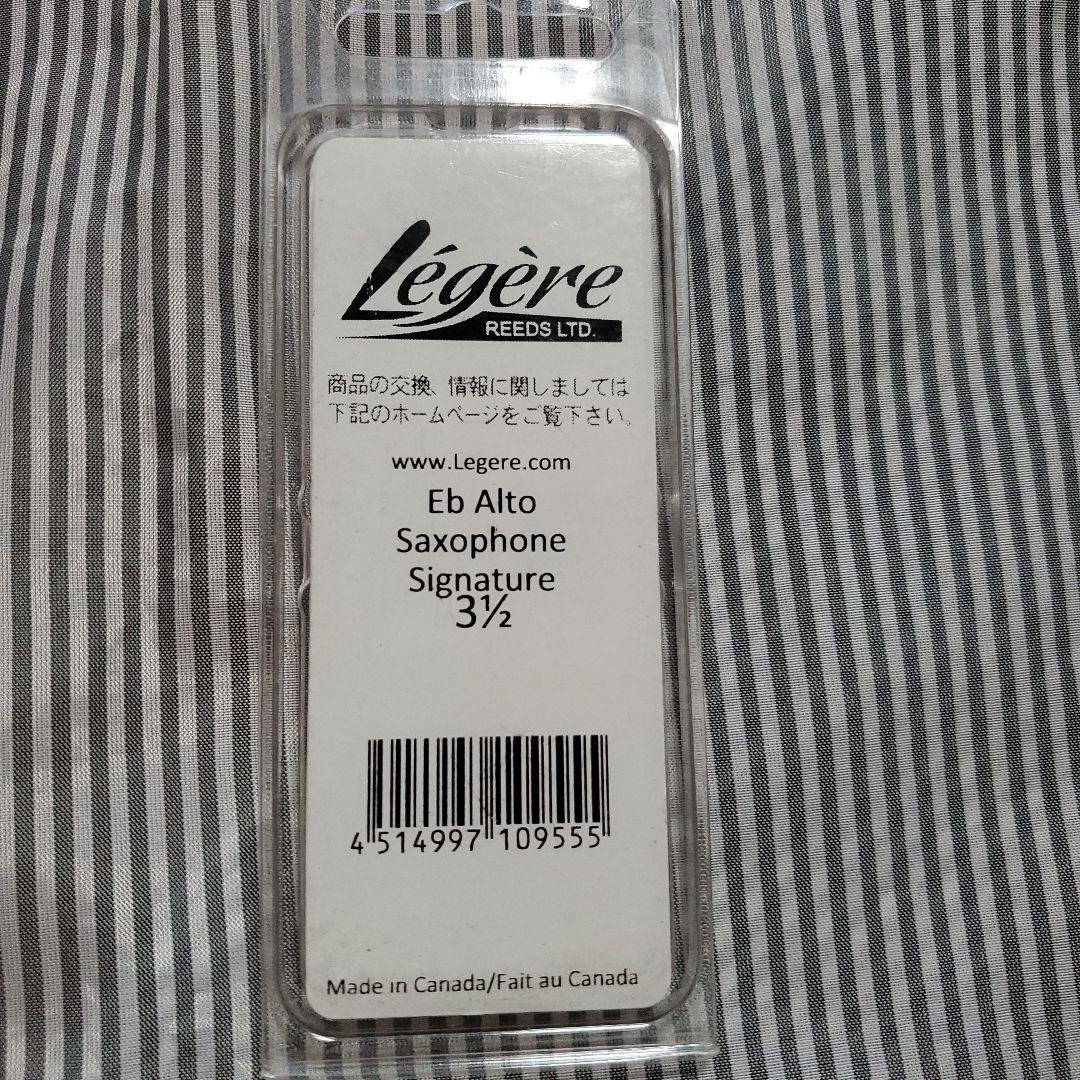 Légère
REEDS LTD.
商品の交換、情報に関しましては
下記のホームページをご覧下さい。
www.Legere.com
Eb Alto
Saxophone
Signature
3½
4 514997 109555
Made in Canada/Fait au Canada